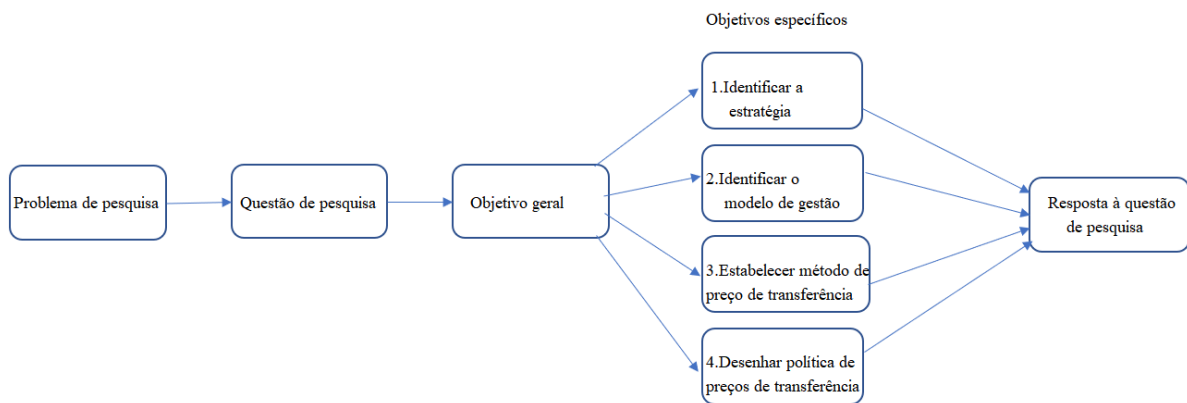 Objetivos específicos
1.Identificar a
estratégia
2.Identificar o
modelo de gestão
Problema de pesquisa
Questão de pesquisa
Objetivo geral
Resposta à questão
de pesquisa
3.Estabelecer método de
preço de transferência
4.Desenhar política de
preços de transferência